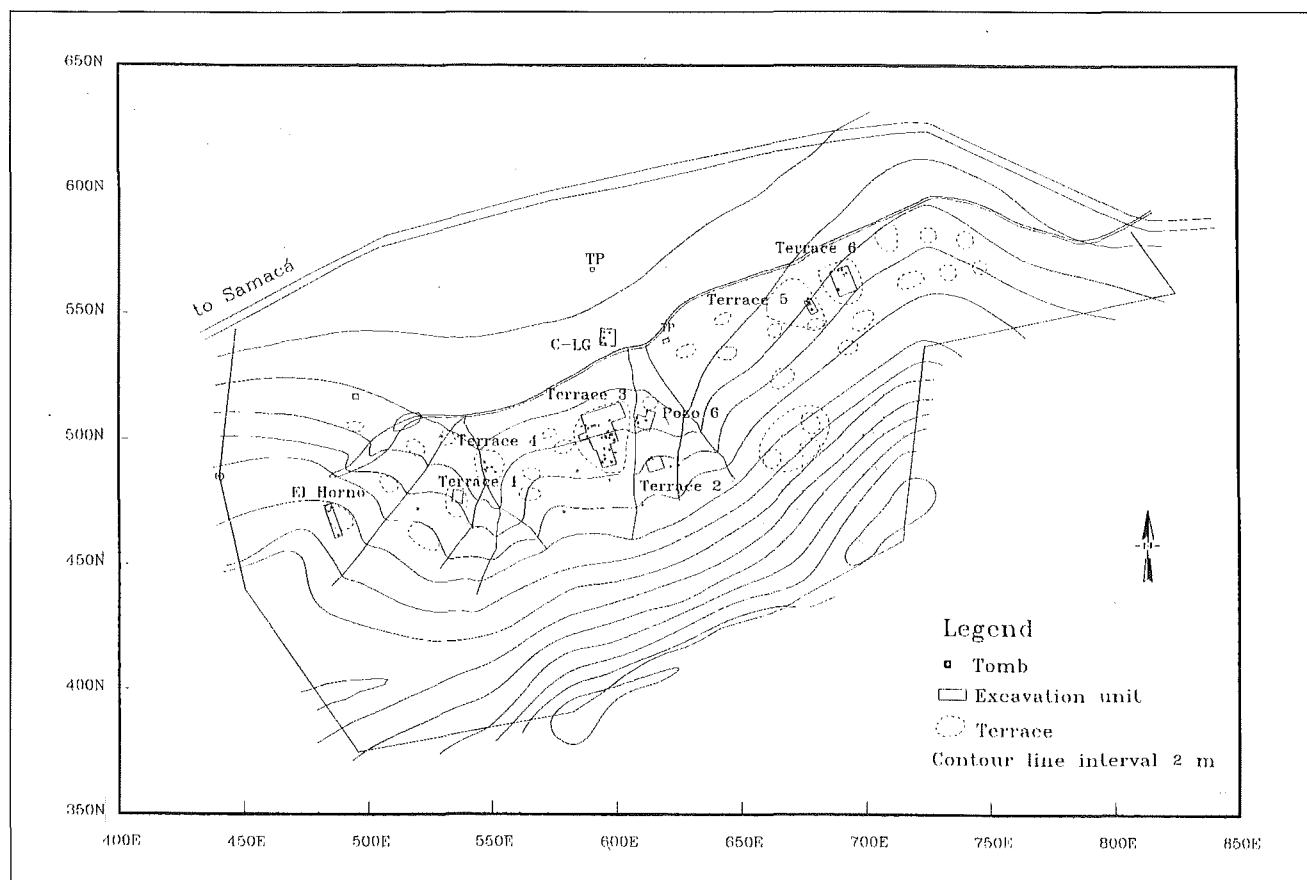 650N
600N
550N
500N
450N
400N
350N
400E
450E
500E
550E
600E
650E
700E
750E
800E
850E
to Samacá
TP
Terrace 6
Terrace 5
TP
C-LG
Terrace 3
Pozo 6
Terrace 4
Terrace 1
Terrace 2
El Horno
Legend
Tomb
Excavation unit
Terrace
Contour line interval 2 m